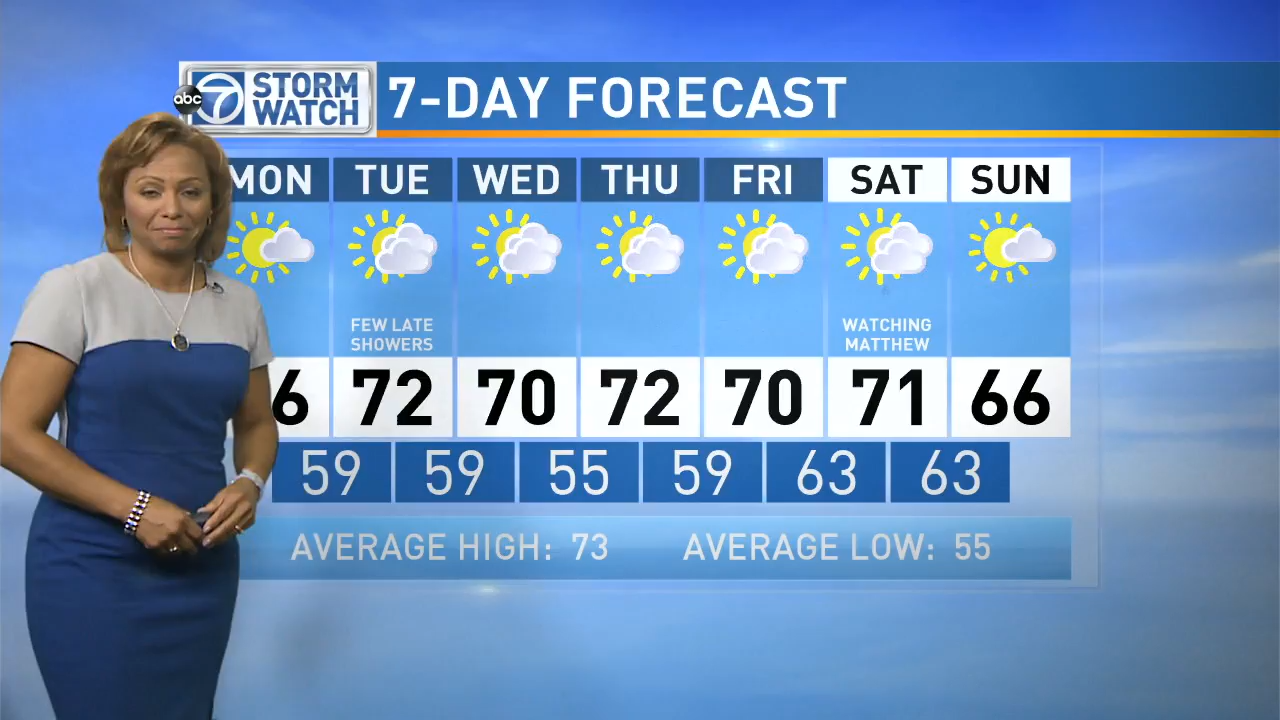 abc 7 STORM
WATCH
7-DAY FORECAST
MON TUE WED THU FRI SAT SUN
FEW LATE
SHOWERS
WATCHING
MATTHEW
6 72 70 72 70 71 66
59 59 55 59 63 63
AVERAGE HIGH: 73 AVERAGE LOW: 55